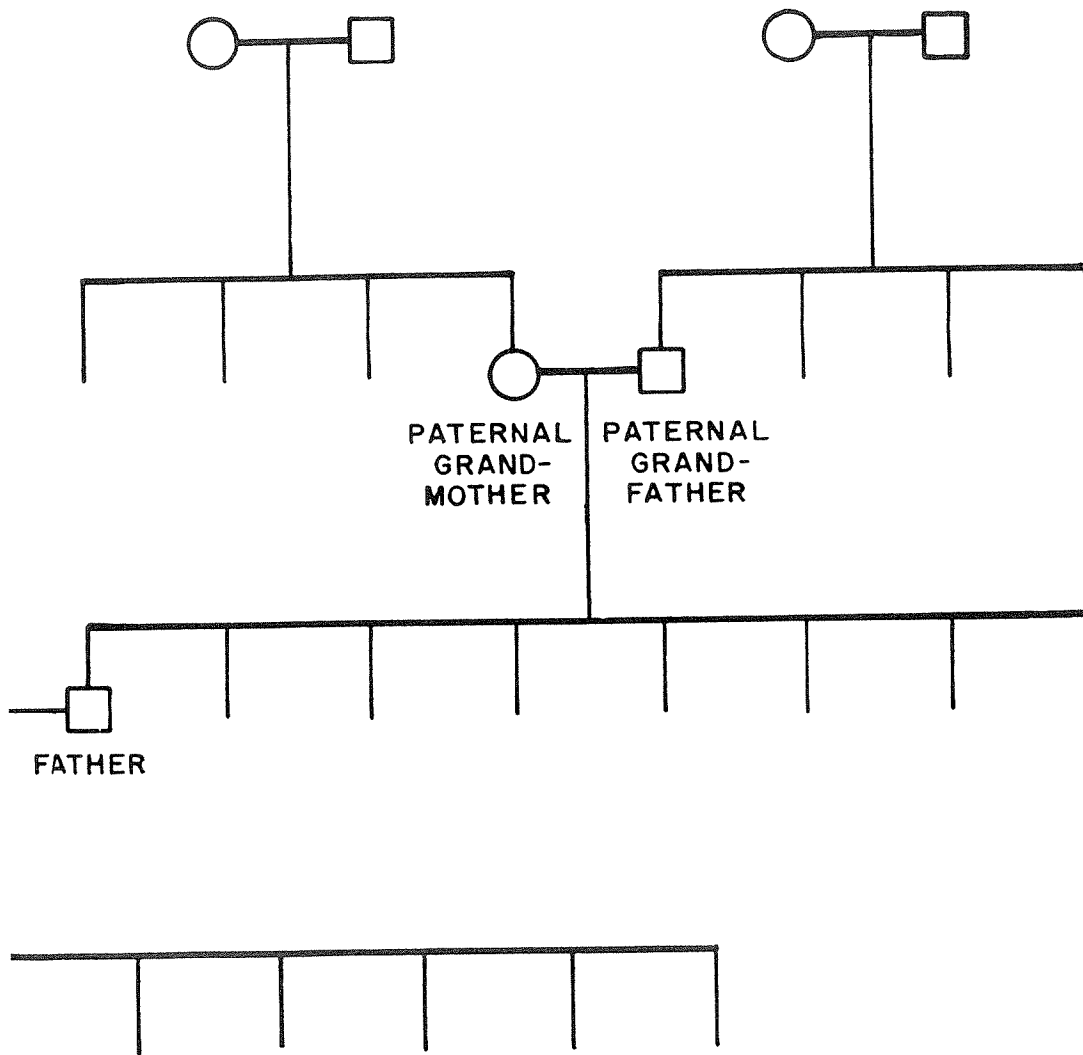 PATERNAL
GRAND-
MOTHER
PATERNAL
GRAND-
FATHER
FATHER